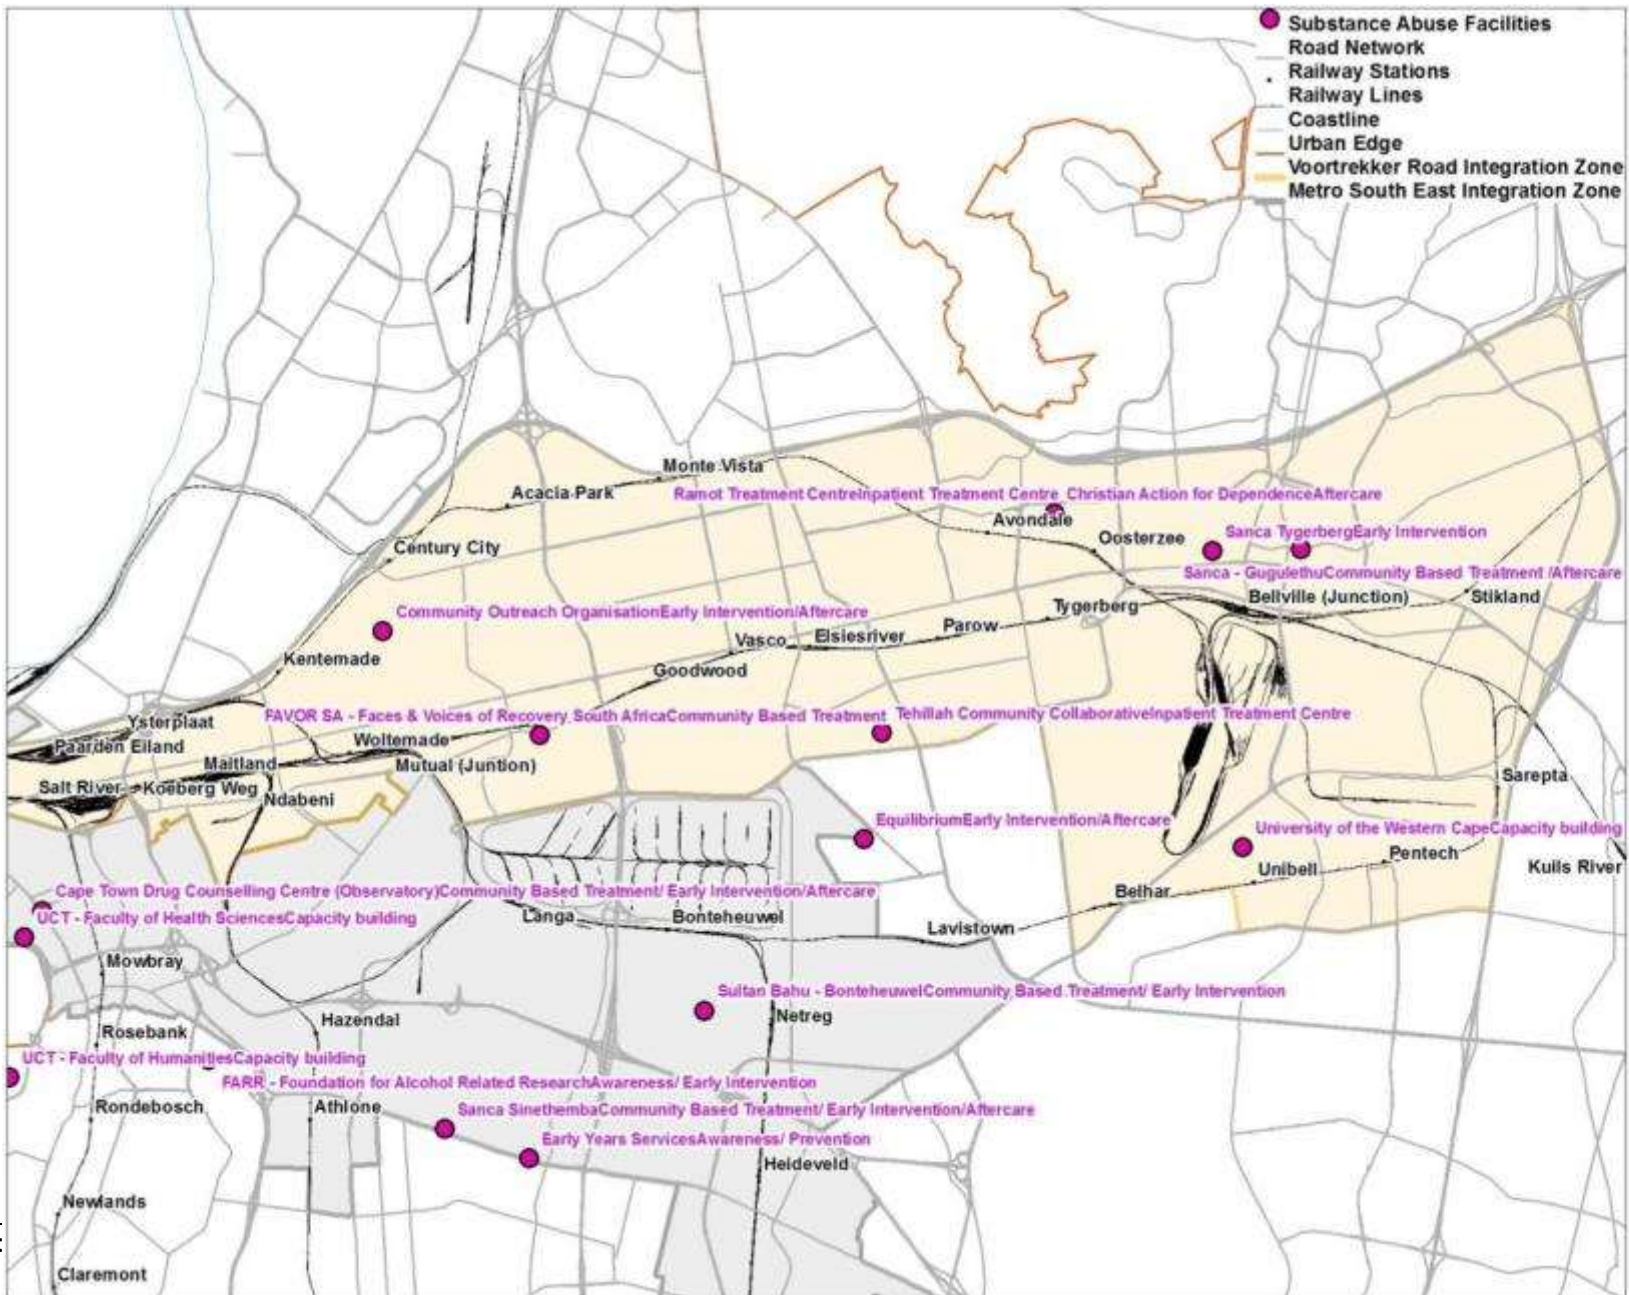 Substance Abuse Facilities
Road Network
Railway Stations
Railway Lines
Coastline
Urban Edge
Voortrekker Road Integration Zone
Metro South East Integration Zone
Monte Vista
Acacia Park
Ramot Treatment CentreInpatient Treatment Centre
Christian Action for DependenceAftercare
Avondale
Oosterzee
Sanca TygerbergEarly Intervention
Century City
Sanca - GugulethuCommunity Based Treatment /Aftercare
Bellville (Junction)
Stikland
Community Outreach OrganisationEarly Intervention/Aftercare
Tygerberg
Parow
Elsiesriver
Vasco
Kentemade
Goodwood
Ysterplaat
FAVOR SA - Faces & Voices of Recovery South AfricaCommunity Based Treatment
Tehillah Community CollaborativeInpatient Treatment Centre
Paarden Eiland
Woltemade
Maitland
Mutual (Juntion)
Salt River
Koeberg Weg
Ndabeni
Sarepta
EquilibriumEarly Intervention/Aftercare
University of the Western CapeCapacity building
Pentech
Unibell
Kuils River
Cape Town Drug Counselling Centre (Observatory)Community Based Treatment/ Early Intervention/Aftercare
Belhar
UCT - Faculty of Health SciencesCapacity building
Langa
Bonteheuwel
Lavistown
Mowbray
Sultan Bahu - BonteheuwelCommunity Based Treatment/ Early Intervention
Netreg
Hazendal
Rosebank
UCT - Faculty of HumanitiesCapacity building
FARR - Foundation for Alcohol Related ResearchAwareness/ Early Intervention
Rondebosch
Athlone
Sanca SinethembaCommunity Based Treatment/ Early Intervention/Aftercare
Early Years ServicesAwareness/ Prevention
Heideveld
Newlands
Claremont